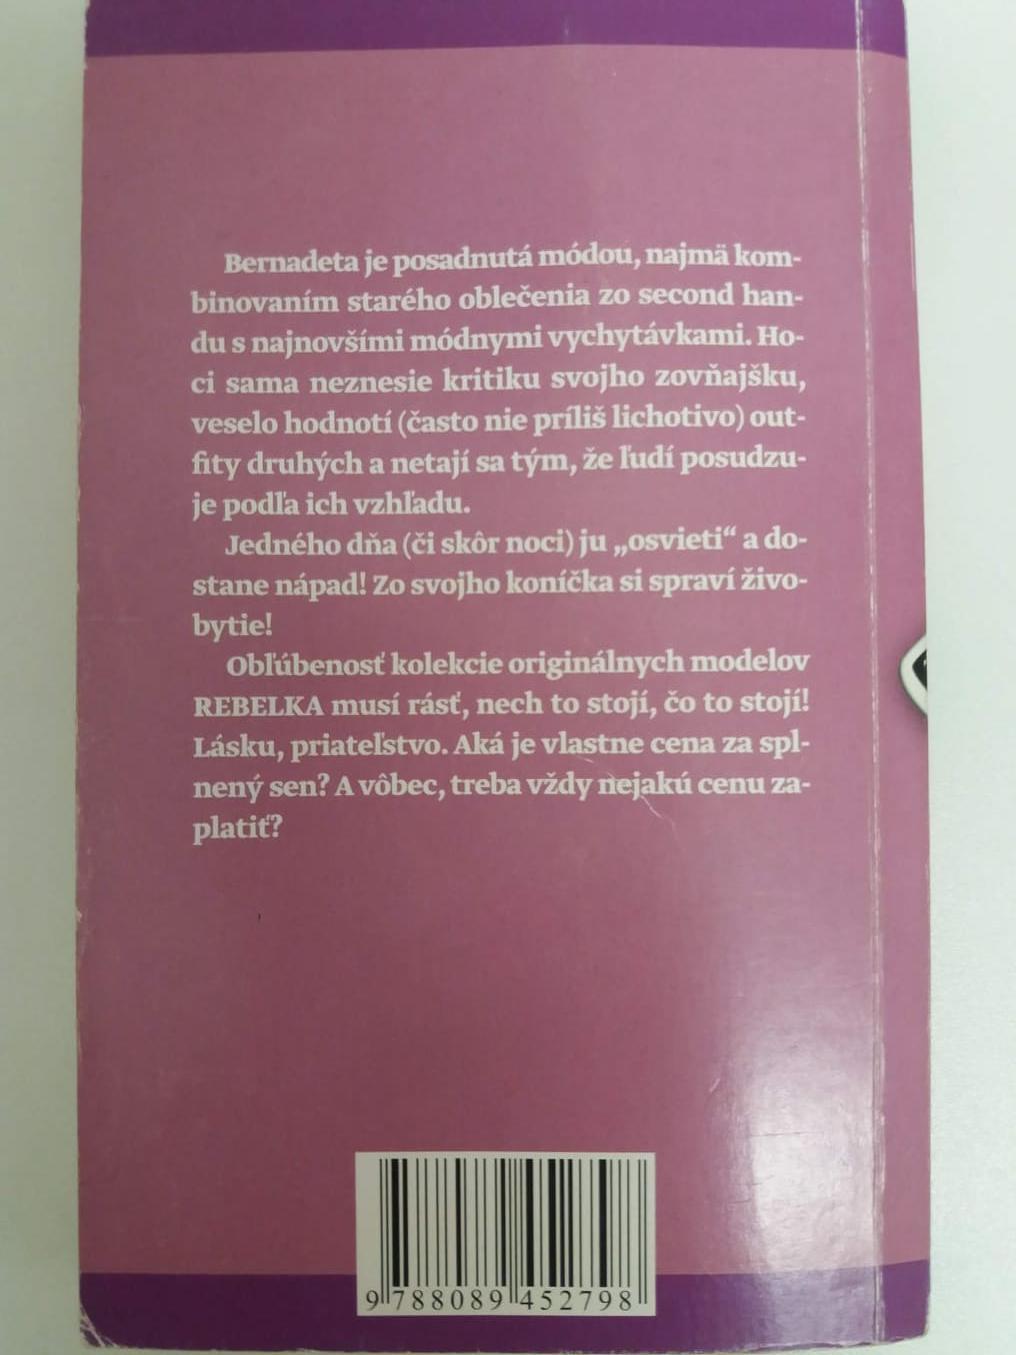 Bernadeta je posadnutá módou, najmä kom-
binovaním starého oblečenia zo second han-
du s najnovšími módnymi vychytávkami. Ho-
ci sama neznesie kritiku svojho zovňajšku,
veselo hodnotí (často nie príliš lichotivo) out-
fity druhých a netají sa tým, že ľudí posudzu-
je podľa ich vzhľadu.
Jedného dňa (či skôr noci) ju „osvieti“ a do-
stane nápad! Zo svojho koníčka si spraví živo-
bytie!
Obľúbenosť kolekcie originálnych modelov
REBELKA musí rásť, nech to stojí, čo to stojí!
Lásku, priateľstvo. Aká je vlastne cena za spl-
nený sen? A vôbec, treba vždy nejakú cenu za-
platiť?
9 788089 452798